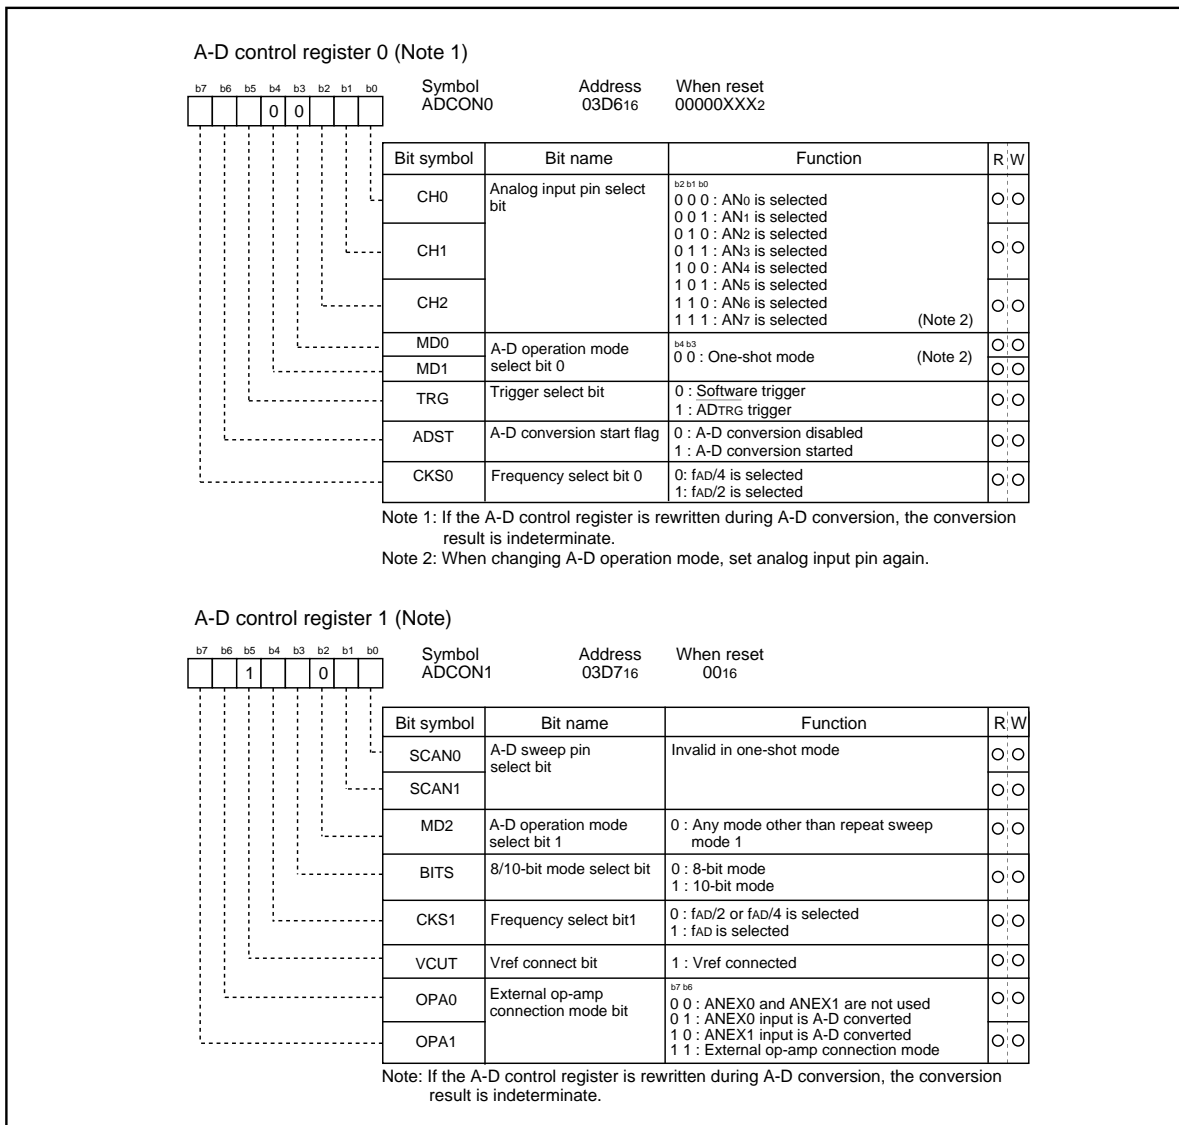 A-D control register 0 (Note 1)
b7 b6 b5 b4 b3 b2 b1 b0
0 0
Symbol Address When reset
ADCON0 03D616 00000XXX2
Bit symbol Bit name Function R W
CH0 Analog input pin select bit
b2 b1 b0
0 0 0 : AN0 is selected
0 0 1 : AN1 is selected
0 1 0 : AN2 is selected
CH1
0 1 1 : AN3 is selected
1 0 0 : AN4 is selected
1 0 1 : AN5 is selected
CH2
1 1 0 : AN6 is selected
1 1 1 : AN7 is selected (Note 2)
MD0
MD1
A-D operation mode
select bit 0
b4 b3
0 0 : One-shot mode (Note 2)
TRG Trigger select bit
0 : Software trigger
1 : ADTRG trigger
ADST A-D conversion start flag
0 : A-D conversion disabled
1 : A-D conversion started
CKS0 Frequency select bit 0
0: fAD/4 is selected
1: fAD/2 is selected
Note 1: If the A-D control register is rewritten during A-D conversion, the conversion
result is indeterminate.
Note 2: When changing A-D operation mode, set analog input pin again.
A-D control register 1 (Note)
b7 b6 b5 b4 b3 b2 b1 b0
1 0
Symbol Address When reset
ADCON1 03D716 0016
Bit symbol Bit name Function R W
SCAN0
A-D sweep pin
select bit
Invalid in one-shot mode
SCAN1
MD2
A-D operation mode
select bit 1
0 : Any mode other than repeat sweep
mode 1
BITS 8/10-bit mode select bit
0 : 8-bit mode
1 : 10-bit mode
CKS1 Frequency select bit1
0 : fAD/2 or fAD/4 is selected
1 : fAD is selected
VCUT Vref connect bit 1 : Vref connected
OPA0
External op-amp
connection mode bit
b7 b6
0 0 : ANEX0 and ANEX1 are not used
0 1 : ANEX0 input is A-D converted
OPA1
1 0 : ANEX1 input is A-D converted
1 1 : External op-amp connection mode
Note: If the A-D control register is rewritten during A-D conversion, the conversion
result is indeterminate.